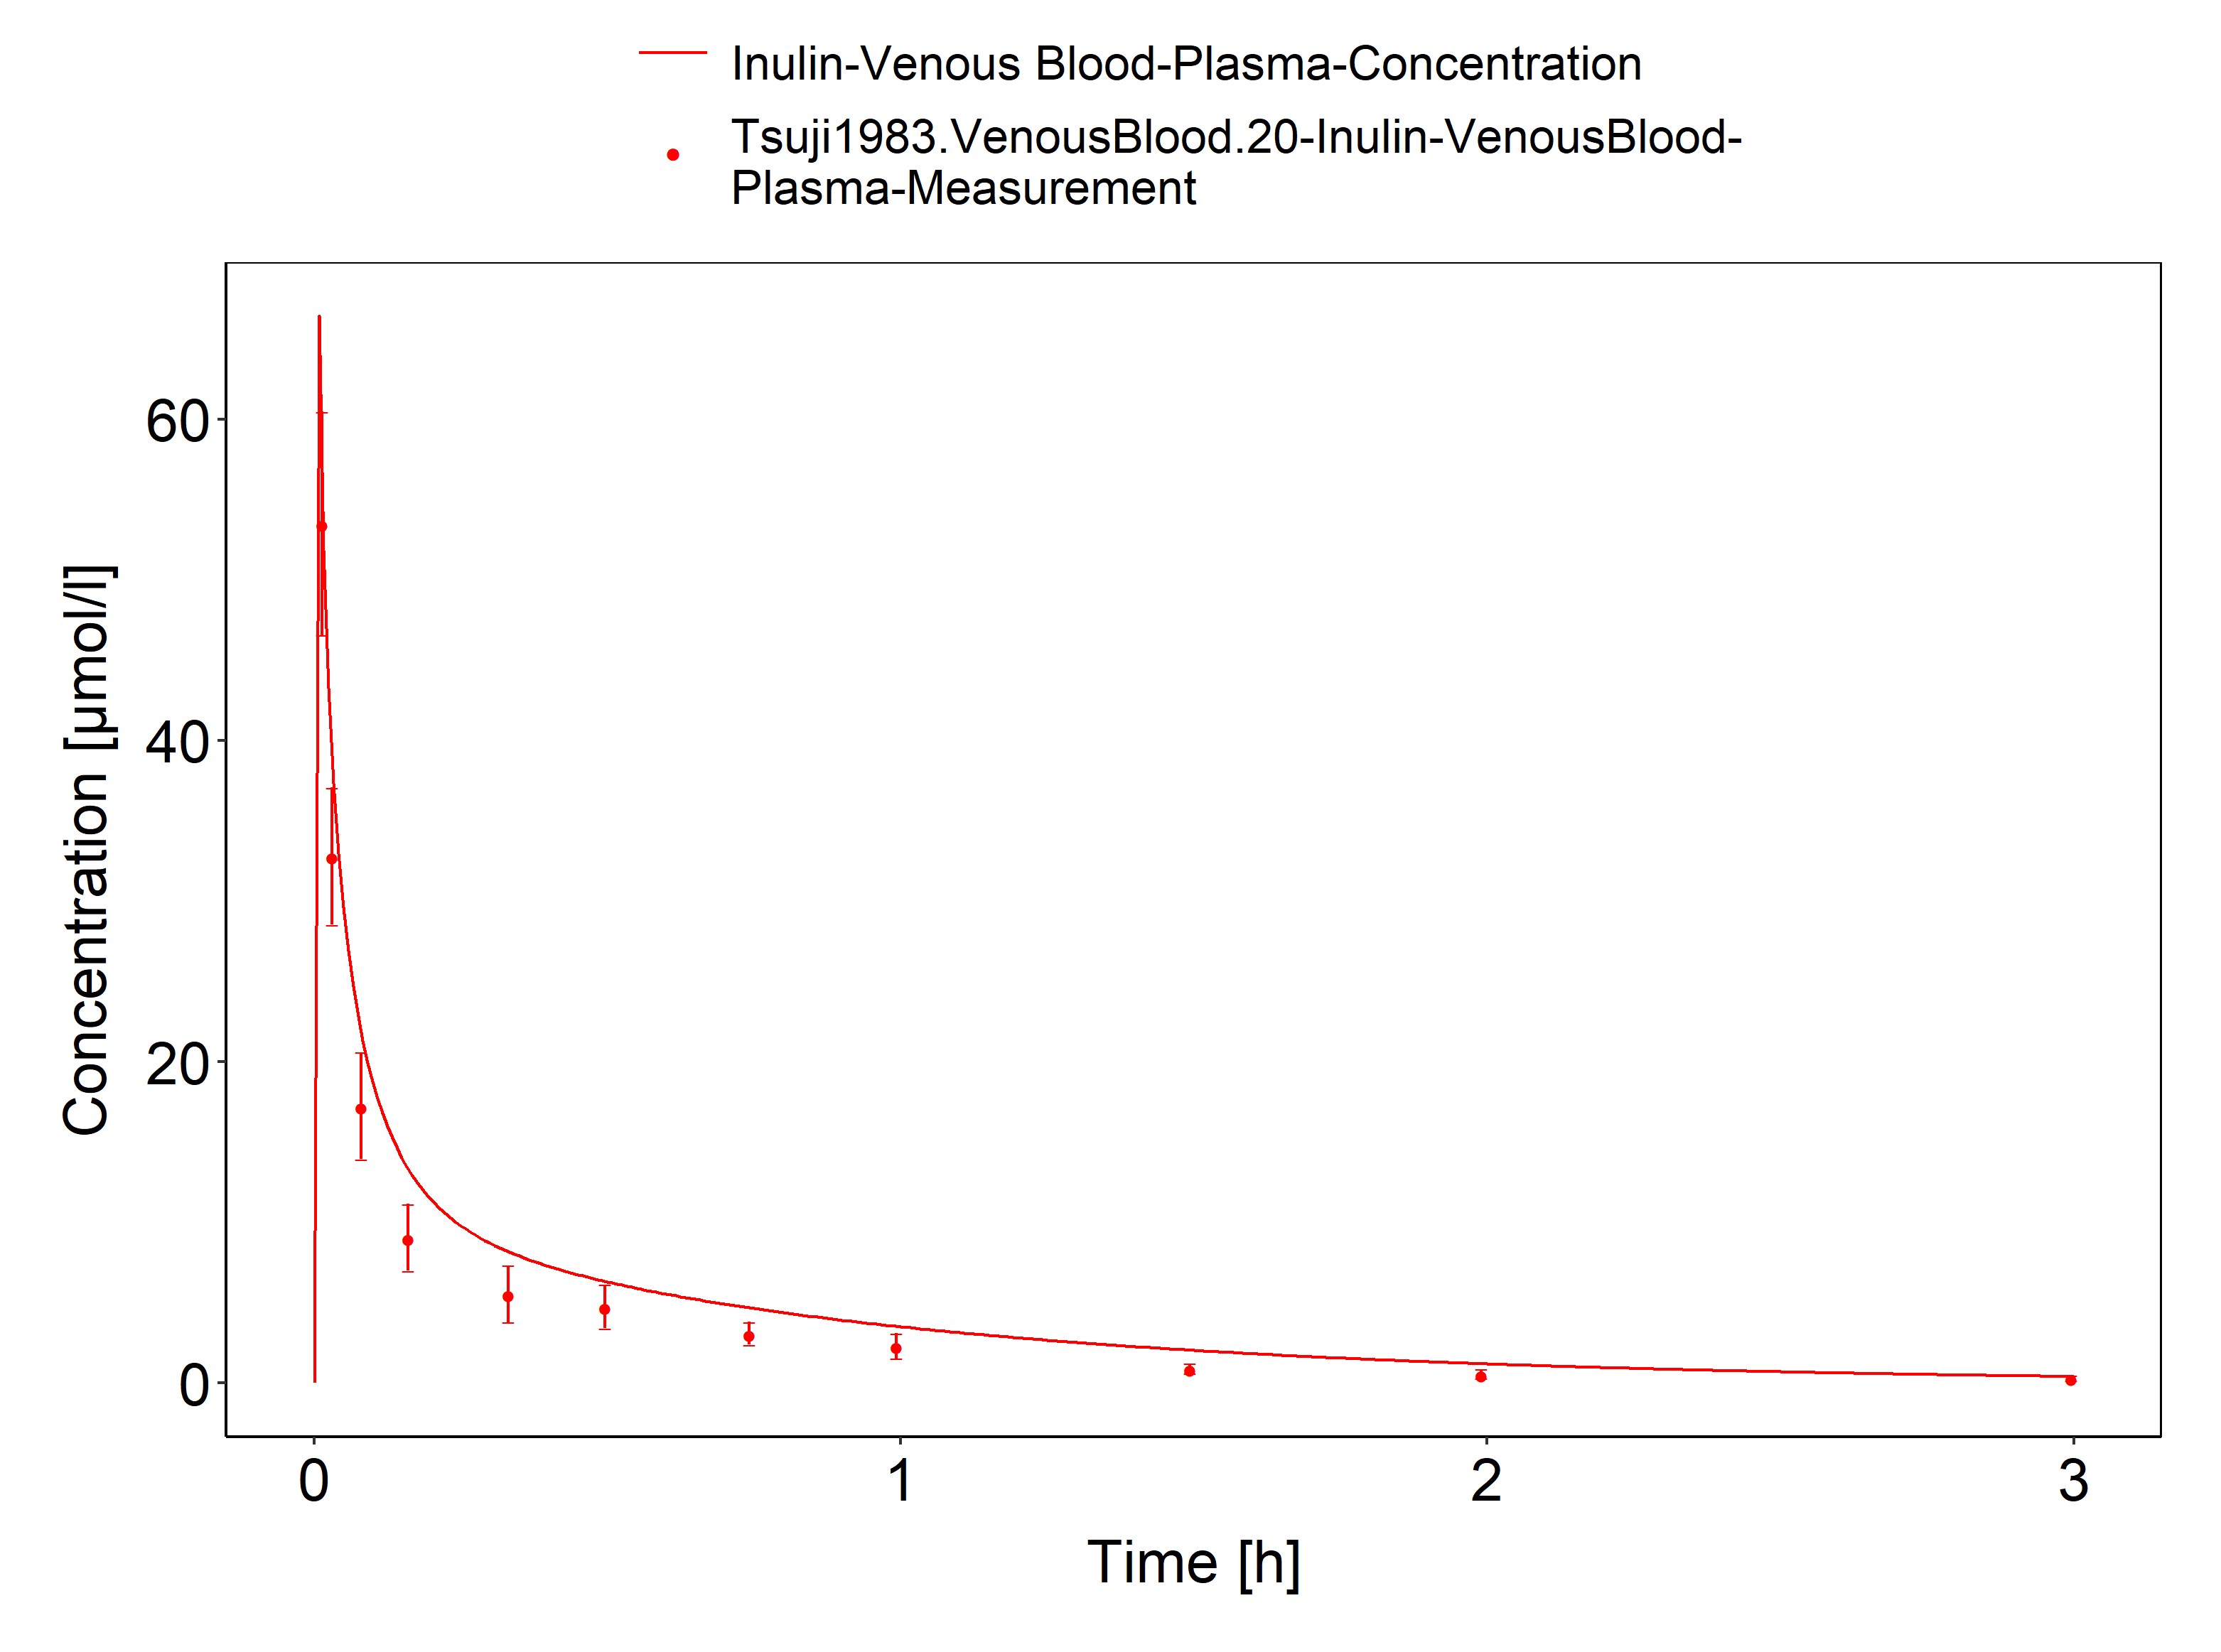 Inulin-Venous Blood-Plasma-Concentration
Tsuji1983.VenousBlood.20-Inulin-VenousBlood-
Plasma-Measurement
Concentration [µmol/l]
60
40
20
0
0 1 2 3
Time [h]